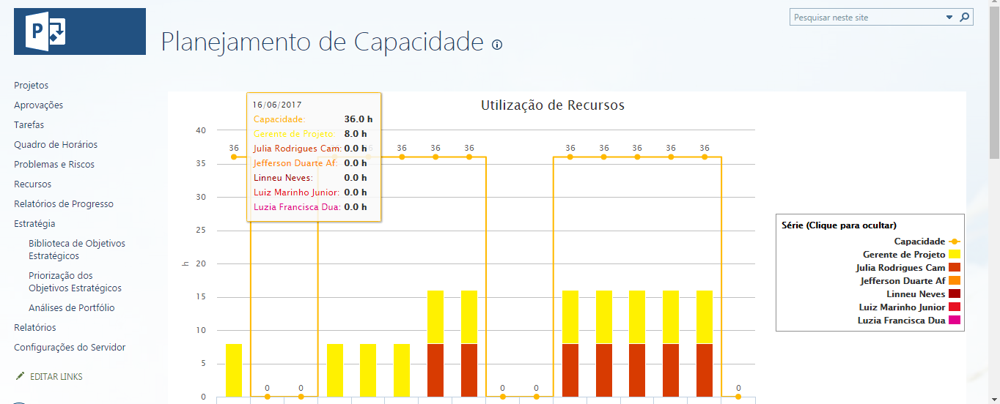 P
Pesquisar neste site
Planejamento de Capacidade
Projetos
Aprovações
Tarefas
Quadro de Horários
Problemas e Riscos
Recursos
Relatórios de Progresso
Estratégia
Biblioteca de Objetivos
Estratégicos
Priorização dos
Objetivos Estratégicos
Análises de Portfólio
Relatórios
Configurações do Servidor
EDITAR LINKS
Utilização de Recursos
16/06/2017
Capacidade: 36.0 h
Gerente de Projeto: 8.0 h
Julia Rodrigues Cam: 0.0 h
Jefferson Duarte Af: 0.0 h
Linneu Neves: 0.0 h
Luiz Marinho Junior: 0.0 h
Luzia Francisca Dua: 0.0 h
40
35
30
25
20
15
10
5
0
h
36 36 36 36 36 36 36 36 36
0 0 0 0 0
Série (Clique para ocultar)
Capacidade
Gerente de Projeto
Julia Rodrigues Cam
Jefferson Duarte Af
Linneu Neves
Luiz Marinho Junior
Luzia Francisca Dua